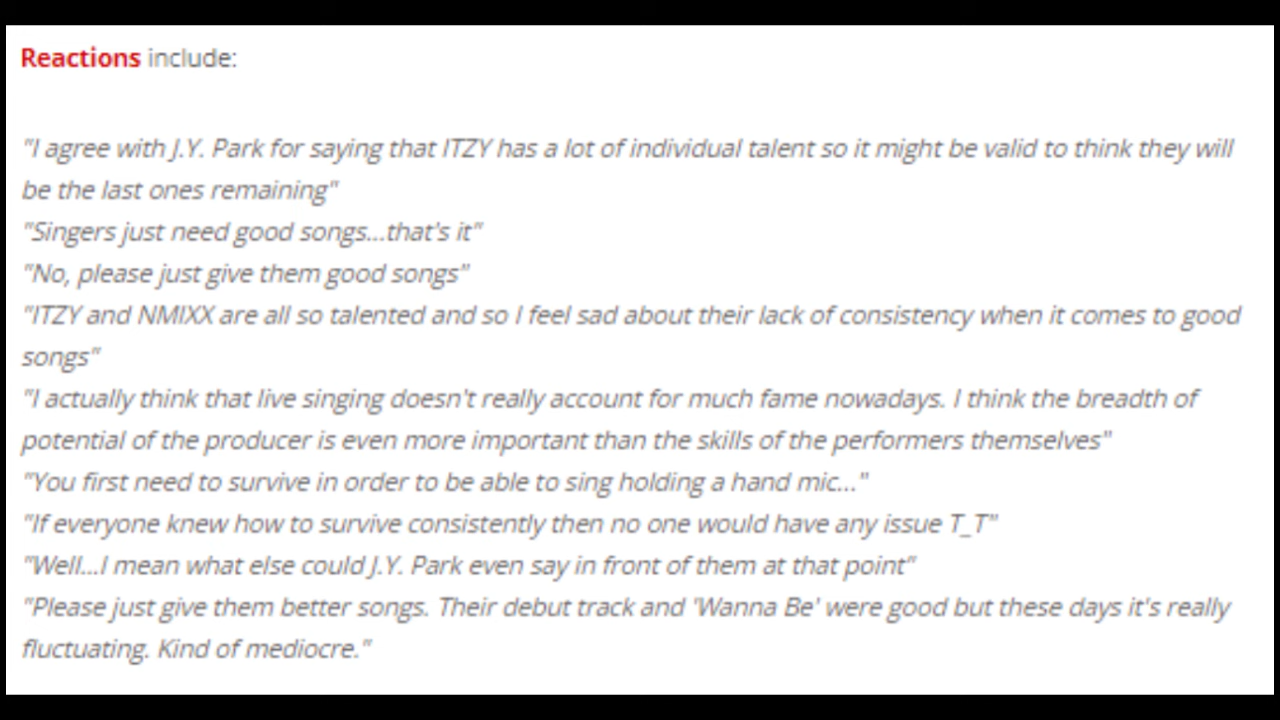 Reactions include:
"I agree with J.Y. Park for saying that ITZY has a lot of individual talent so it might be valid to think they will
be the last ones remaining"
"Singers just need good songs...that's it"
"No, please just give them good songs"
"ITZY and NMIXX are all so talented and so I feel sad about their lack of consistency when it comes to good
songs"
"I actually think that live singing doesn't really account for much fame nowadays. I think the breadth of
potential of the producer is even more important than the skills of the performers themselves"
"You first need to survive in order to be able to sing holding a hand mic..."
"If everyone knew how to survive consistently then no one would have any issue T_T"
"Well...I mean what else could J.Y. Park even say in front of them at that point"
"Please just give them better songs. Their debut track and 'Wanna Be' were good but these days it's really
fluctuating. Kind of mediocre."